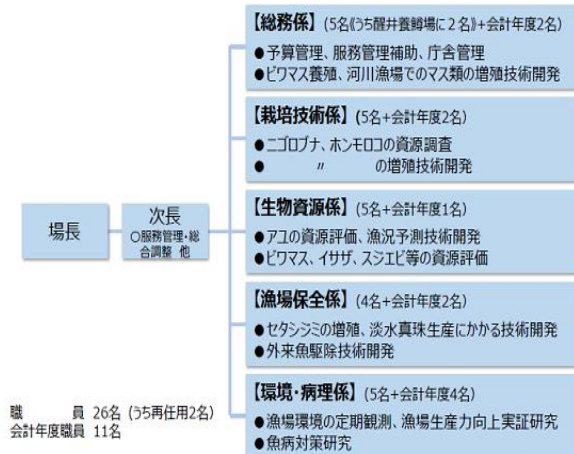 場長
次長
○服務管理・総
合調整 他
【総務係】 (5名《うち醒井養鱒場に2名》+会計年度2名)
●予算管理、服務管理補助、庁舎管理
●ビワマス養殖、河川漁場でのマス類の増殖技術開発
【栽培技術係】 (5名+会計年度2名)
●ニゴロブナ、ホンモロコの資源調査
● 〃 の増殖技術開発
【生物資源係】 (5名+会計年度1名)
●アユの資源評価、漁況予測技術開発
●ビワマス、イサザ、スジエビ等の資源評価
【漁場保全係】 (4名+会計年度2名)
●セタシジミの増殖、淡水真珠生産にかかる技術開発
●外来魚駆除技術開発
【環境・病理係】 (5名+会計年度4名)
●漁場環境の定期観測、漁場生産力向上実証研究
●魚病対策研究
職 員 26名 (うち再任用2名)
会計年度職員 11名